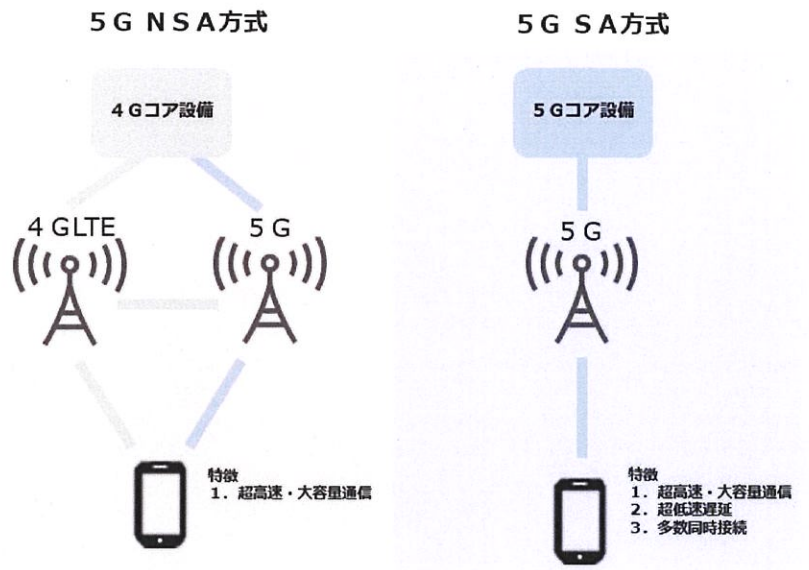 5G NSA方式
4Gコア設備
4GLTE
5G
特徴
1. 超高速・大容量通信
5G SA方式
5Gコア設備
5G
特徴
1. 超高速・大容量通信
2. 超低速遅延
3. 多数同時接続